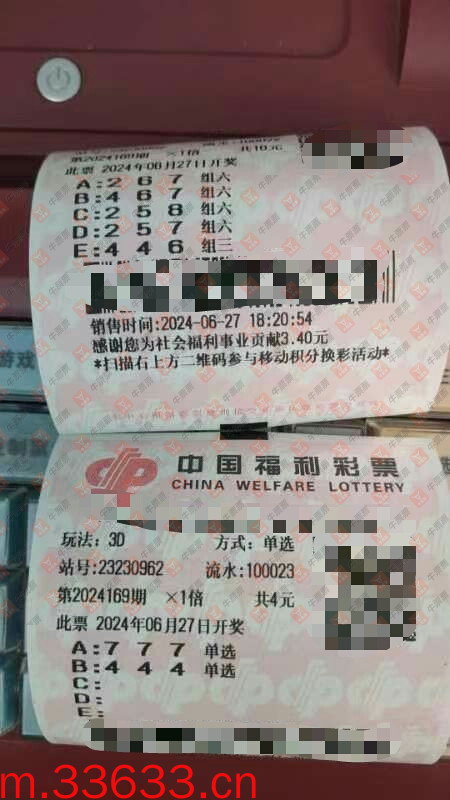 第2024169期 ×1倍 共10元
此票 2024年06月27日开奖
A:2 6 7 组六
B:4 6 7 组六
C:2 5 8 组六
D:2 5 7 组六
E:4 4 6 组三
销售时间:2024-06-27 18:20:54
感谢您为社会福利事业贡献3.40元
*扫描右上方二维码参与移动积分换彩活动*
游戏
中国福利彩票
CHINA WELFARE LOTTERY
玩法: 3D 方式: 单选
站号:23230962 流水:100023
第2024169期 ×1倍 共4元
此票 2024年06月27日开奖
A:7 7 7 单选
B:4 4 4 单选
C:
D:
E:
m.33633.cn